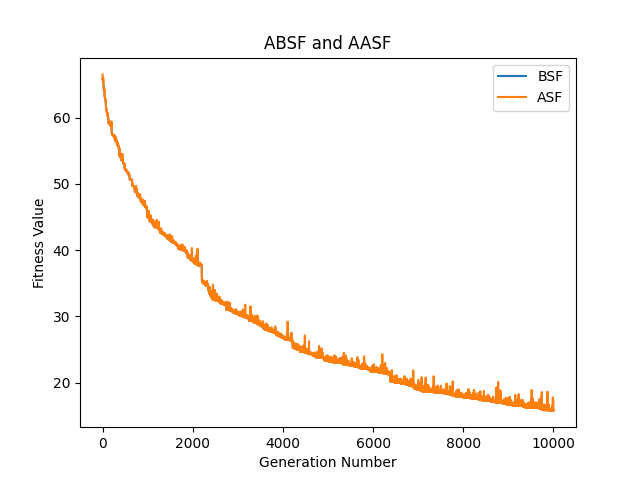 ABSF and AASF
BSF
ASF
Fitness Value
60
50
40
30
20
0 2000 4000 6000 8000 10000
Generation Number